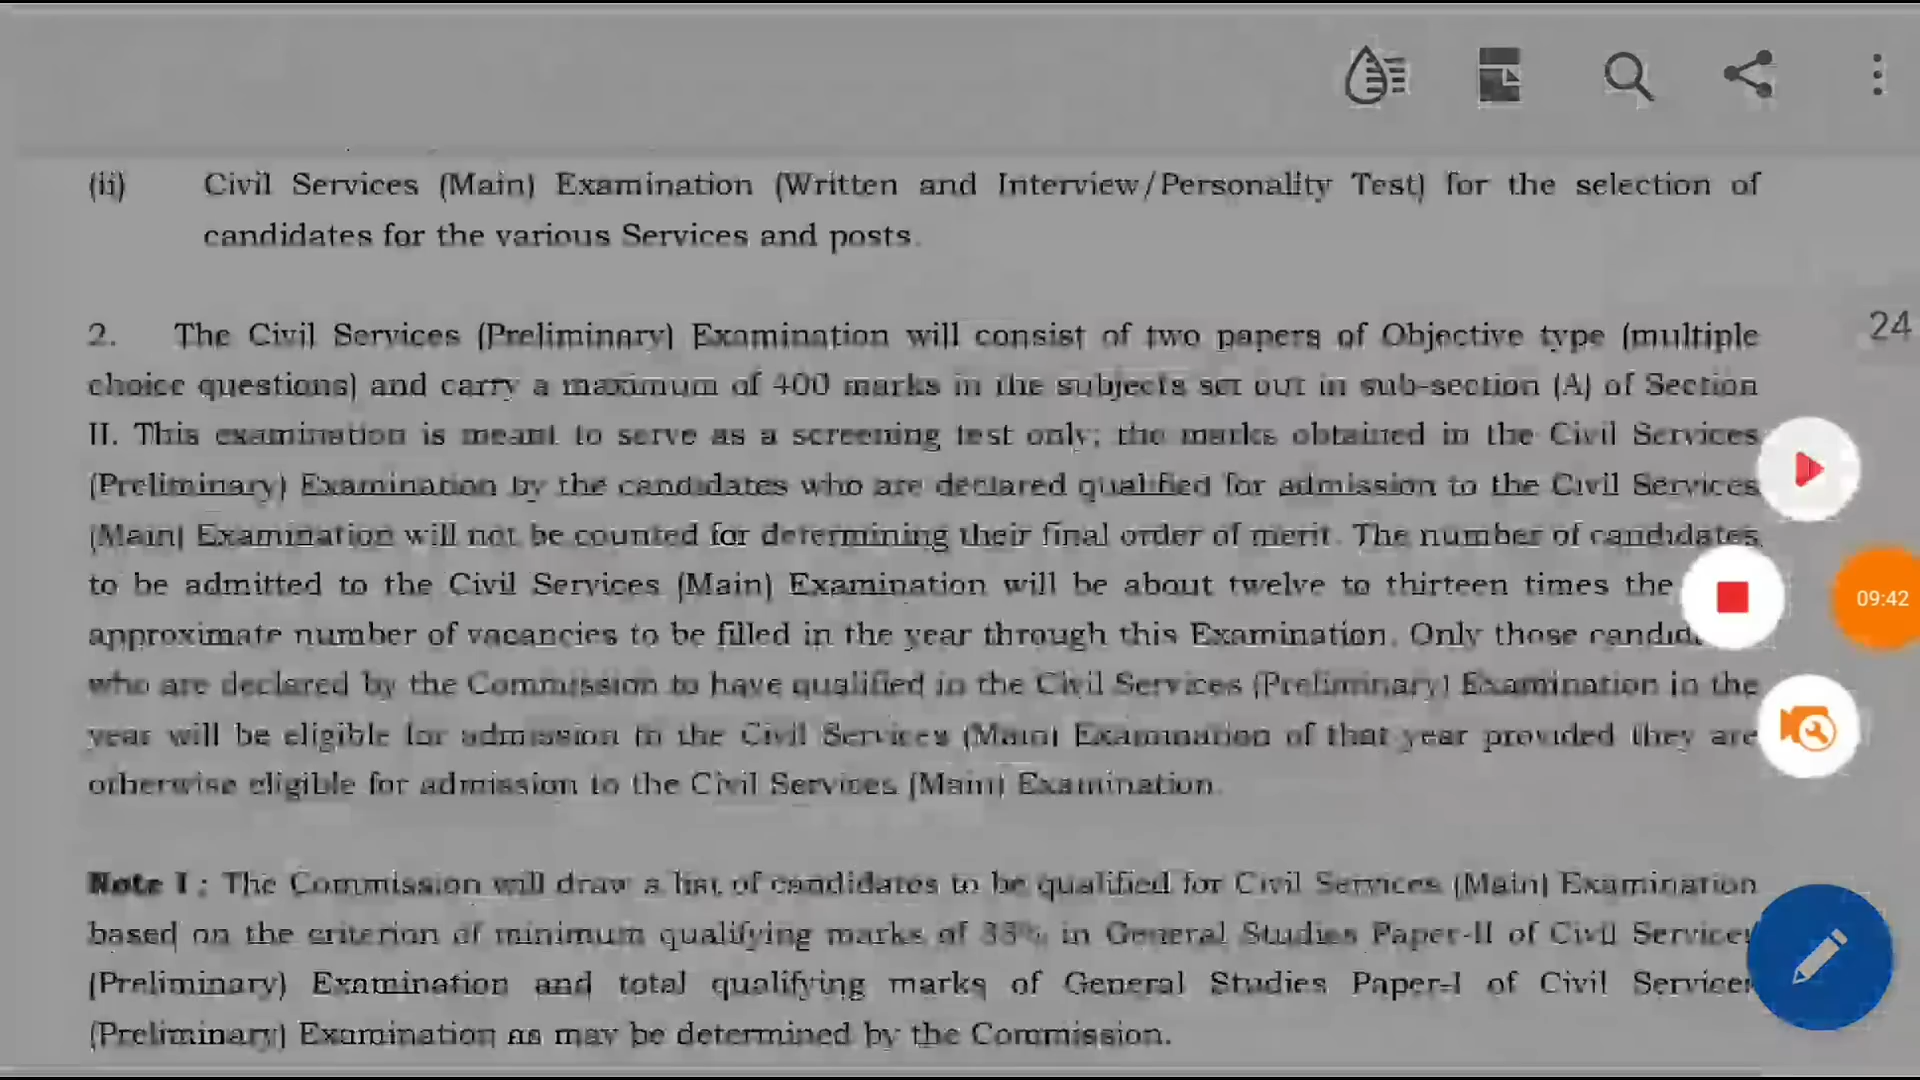 (ii) Civil Services (Main) Examination (Written and Interview/Personality Test) for the selection of
candidates for the various Services and posts.
2. The Civil Services (Preliminary) Examination will consist of two papers of Objective type (multiple
24
choice questions) and carry a maximum of 400 marks in the subjects set out in sub-section (A) of Section
II. This examination is meant to serve as a screening test only; the marks obtained in the Civil Services
(Preliminary) Examination by the candidates who are declared qualified for admission to the Civil Services
(Main) Examination will not be counted for determining their final order of merit. The number of candidates
to be admitted to the Civil Services (Main) Examination will be about twelve to thirteen times the
09:42
approximate number of vacancies to be filled in the year through this Examination. Only those
who are declared by the Commission to have qualified in the Civil Services (Preliminary) Examination in the
year will be eligible for admission to the Civil Services (Main) Examination of that year provided they are
otherwise eligible for admission to the Civil Services (Main) Examination.
Note I : The Commission will draw a list of candidates to be qualified for Civil Services (Main) Examination
based on the criterion of minimum qualifying marks of 33% in General Studies Paper-II of Civil Services
(Preliminary) Examination and total qualifying marks of General Studies Paper-I of Civil Services
(Preliminary) Examination as may be determined by the Commission.